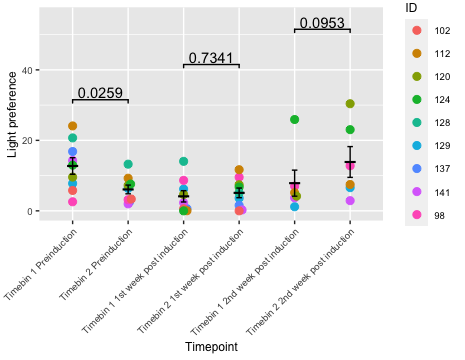 ID
102
112
120
124
128
129
137
141
98
0.0953
0.7341
0.0259
Light preference
40
20
0
Timebin 1 Preinduction
Timebin 2 Preinduction
Timebin 1 1st week post induction
Timebin 2 1st week post induction
Timebin 1 2nd week post induction
Timebin 2 2nd week post induction
Timepoint